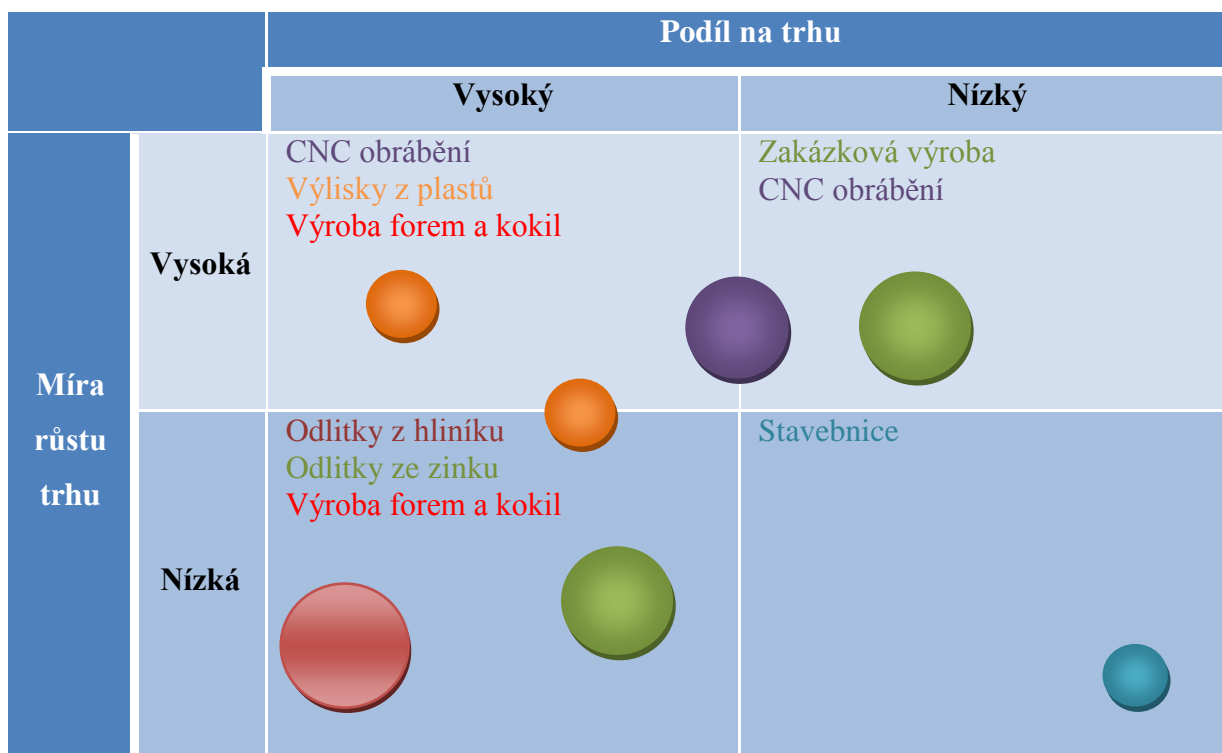 Podíl na trhu
Vysoký
Nízký
Míra
růstu
trhu
Vysoká
CNC obrábění
Výlisky z plastů
Výroba forem a kokil
Zakázková výroba
CNC obrábění
Nízká
Odlitky z hliníku
Odlitky ze zinku
Výroba forem a kokil
Stavebnice